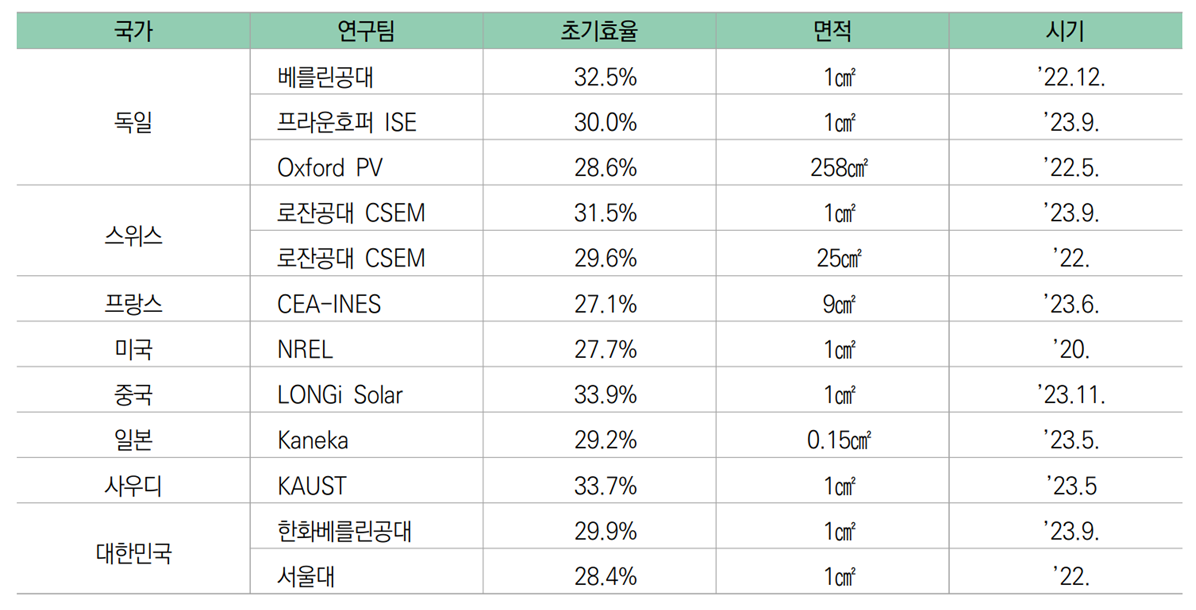 국가 연구팀 초기효율 면적 시기
독일
베를린공대 32.5% 1㎠ ’22.12.
프라운호퍼 ISE 30.0% 1㎠ ’23.9.
Oxford PV 28.6% 258㎠ ’22.5.
스위스
로잔공대 CSEM 31.5% 1㎠ ’23.9.
로잔공대 CSEM 29.6% 25㎠ ’22.
프랑스 CEA-INES 27.1% 9㎠ ’23.6.
미국 NREL 27.7% 1㎠ ’20.
중국 LONGi Solar 33.9% 1㎠ ’23.11.
일본 Kaneka 29.2% 0.15㎠ ’23.5.
사우디 KAUST 33.7% 1㎠ ’23.5
대한민국
한화베를린공대 29.9% 1㎠ ’23.9.
서울대 28.4% 1㎠ ’22.